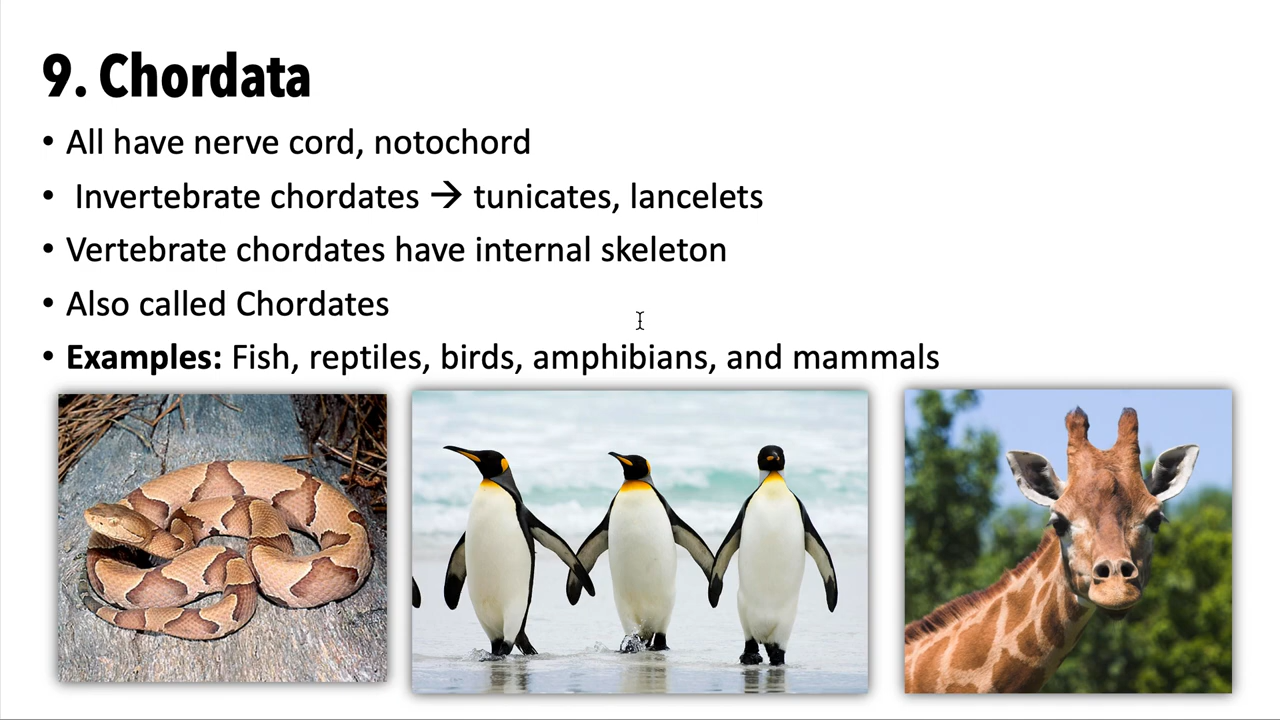 9. Chordata
• All have nerve cord, notochord
• Invertebrate chordates → tunicates, lancelets
• Vertebrate chordates have internal skeleton
• Also called Chordates
• Examples: Fish, reptiles, birds, amphibians, and mammals